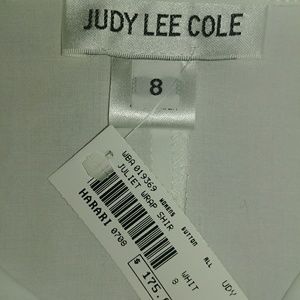 JUDY LEE COLE
8
WBA 019369 WOMENS BUTTON ALL
JULIET WRAP SHIR WHIT UDY
HARARI 0708 8
$ 175.